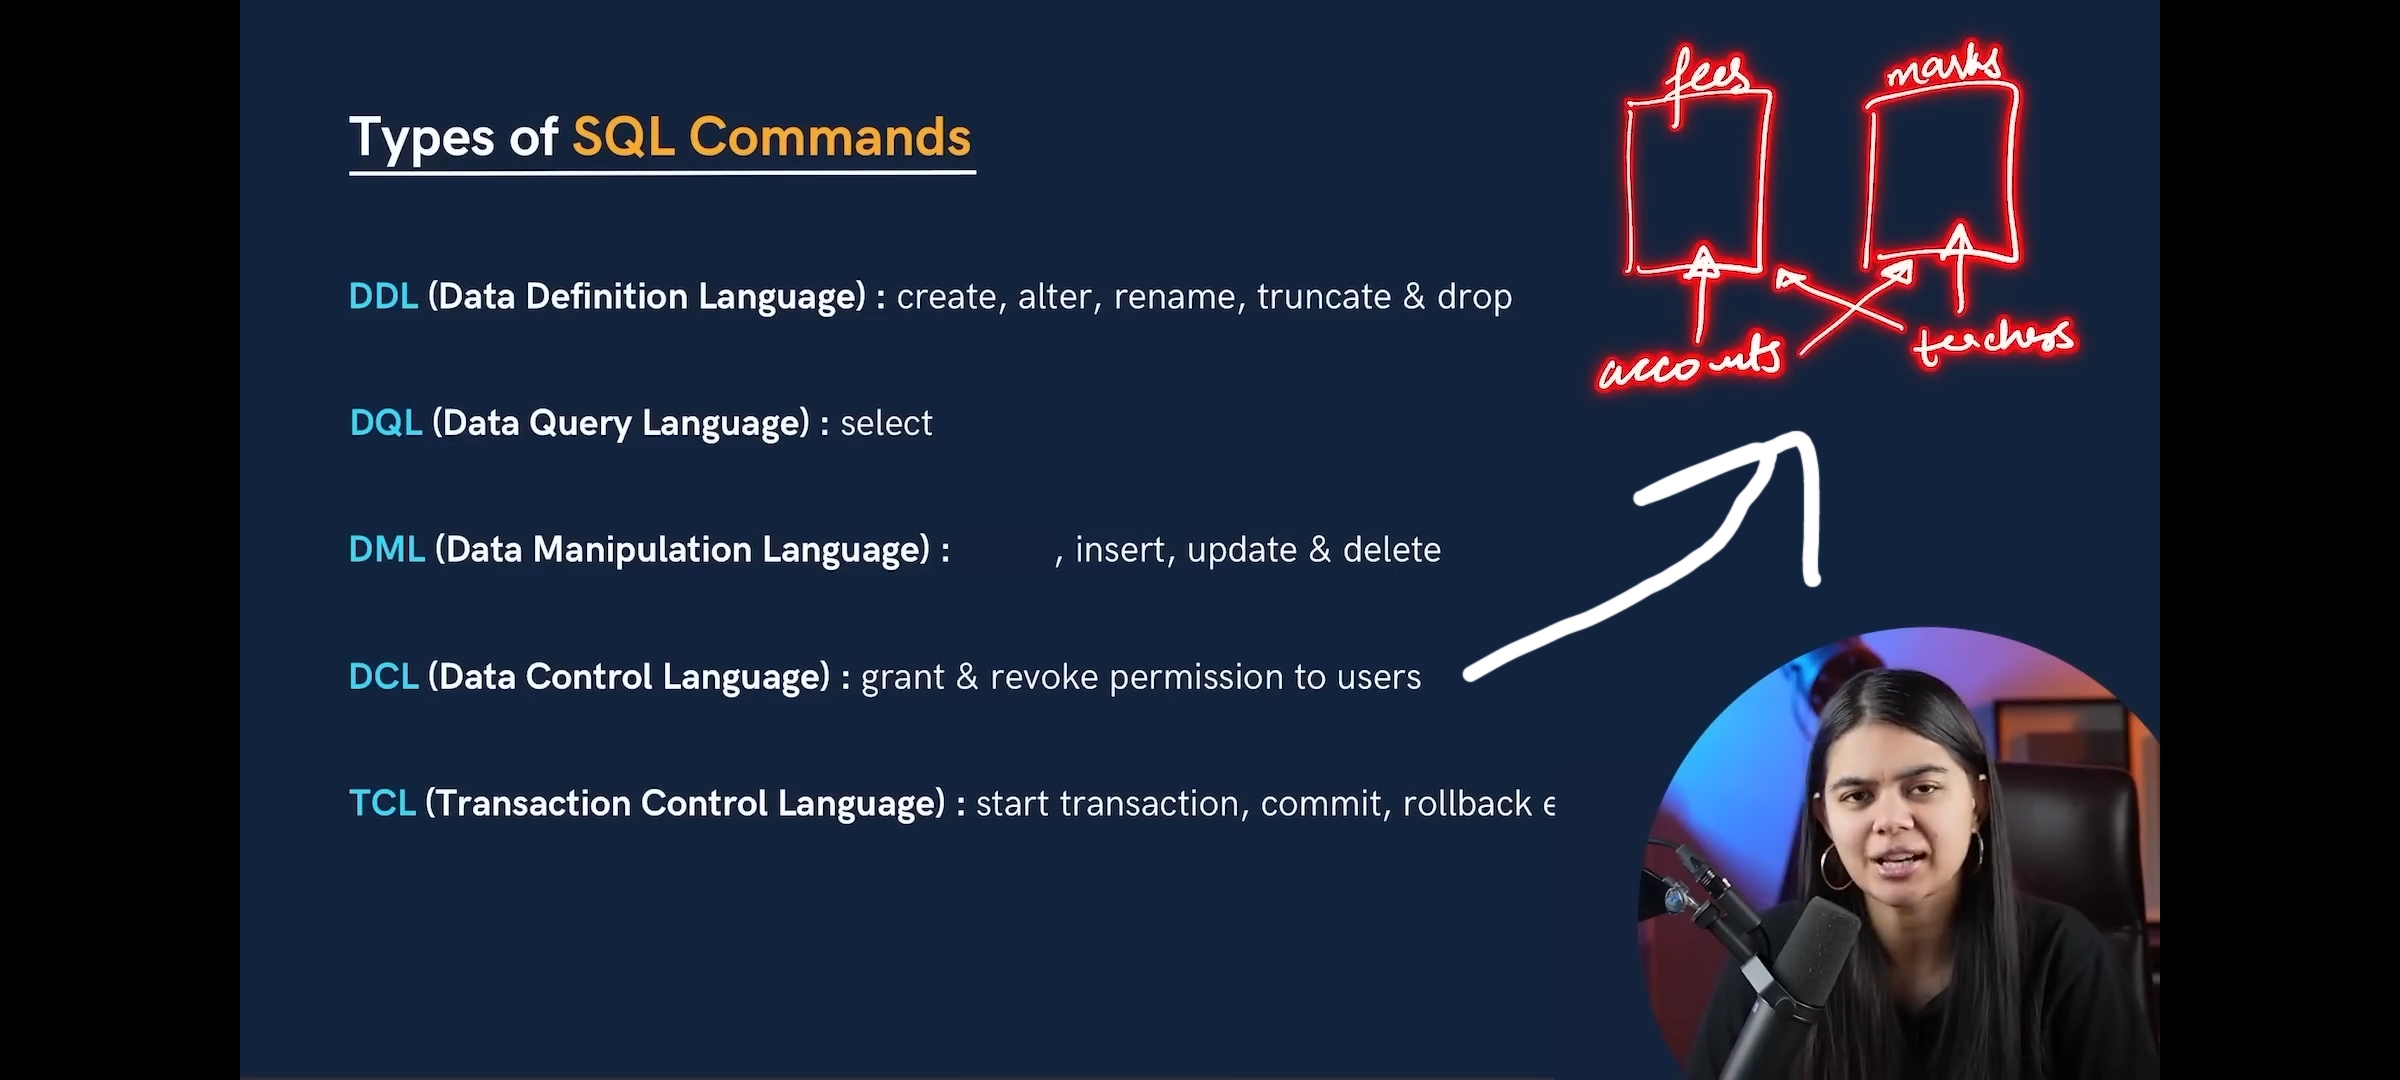 Types of SQL Commands
fees
marks
DDL (Data Definition Language) : create, alter, rename, truncate & drop
accounts
teachers
DQL (Data Query Language) : select
DML (Data Manipulation Language) : , insert, update & delete
DCL (Data Control Language) : grant & revoke permission to users
TCL (Transaction Control Language) : start transaction, commit, rollback